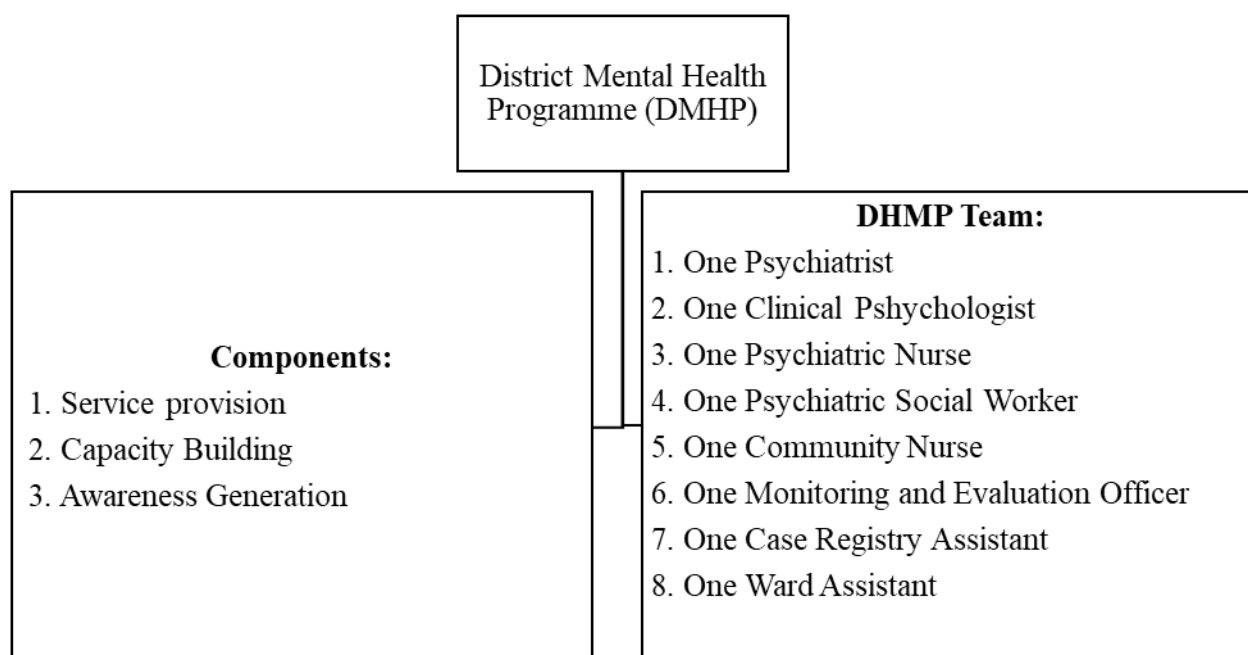 District Mental Health
Programme (DMHP)
Components:
1. Service provision
2. Capacity Building
3. Awareness Generation
DHMP Team:
1. One Psychiatrist
2. One Clinical Pshychologist
3. One Psychiatric Nurse
4. One Psychiatric Social Worker
5. One Community Nurse
6. One Monitoring and Evaluation Officer
7. One Case Registry Assistant
8. One Ward Assistant